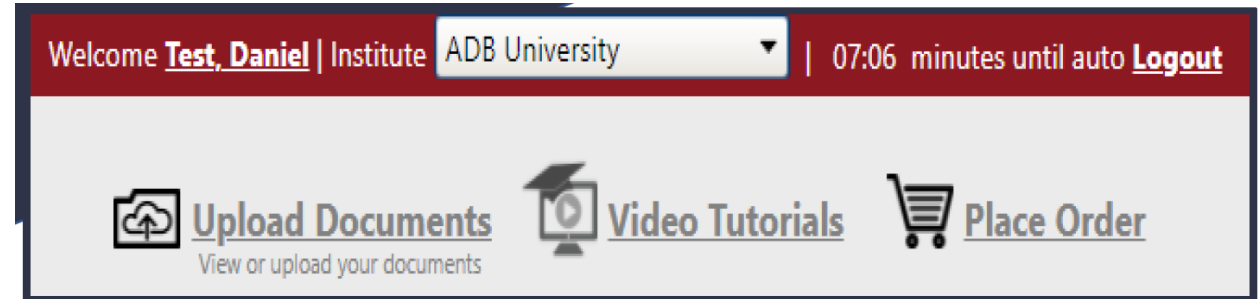 Welcome Test, Daniel | Institute ADB University | 07:06 minutes until auto Logout
Upload Documents Video Tutorials Place Order
View or upload your documents